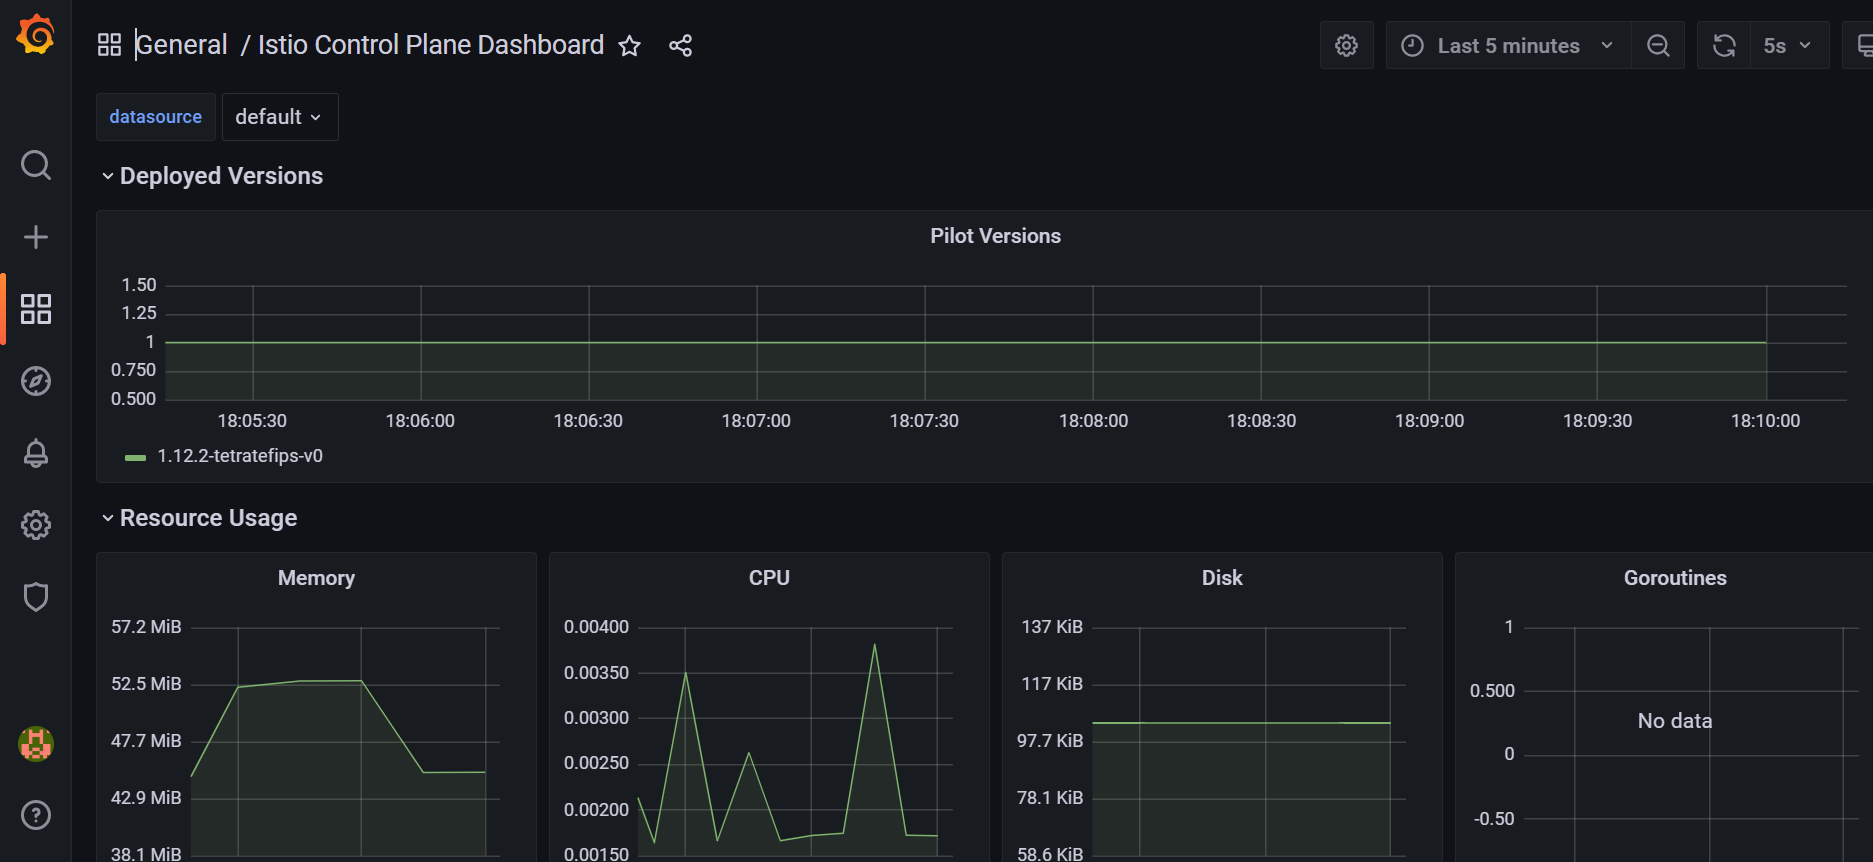 General / Istio Control Plane Dashboard
Last 5 minutes
5s
datasource
default
Deployed Versions
Pilot Versions
1.50
1.25
1
0.750
0.500
18:05:30 18:06:00 18:06:30 18:07:00 18:07:30 18:08:00 18:08:30 18:09:00 18:09:30 18:10:00
1.12.2-tetratefips-v0
Resource Usage
Memory
57.2 MiB
52.5 MiB
47.7 MiB
42.9 MiB
38.1 MiB
CPU
0.00400
0.00350
0.00300
0.00250
0.00200
0.00150
Disk
137 KiB
117 KiB
97.7 KiB
78.1 KiB
58.6 KiB
Goroutines
1
0.500
0
-0.50
No data